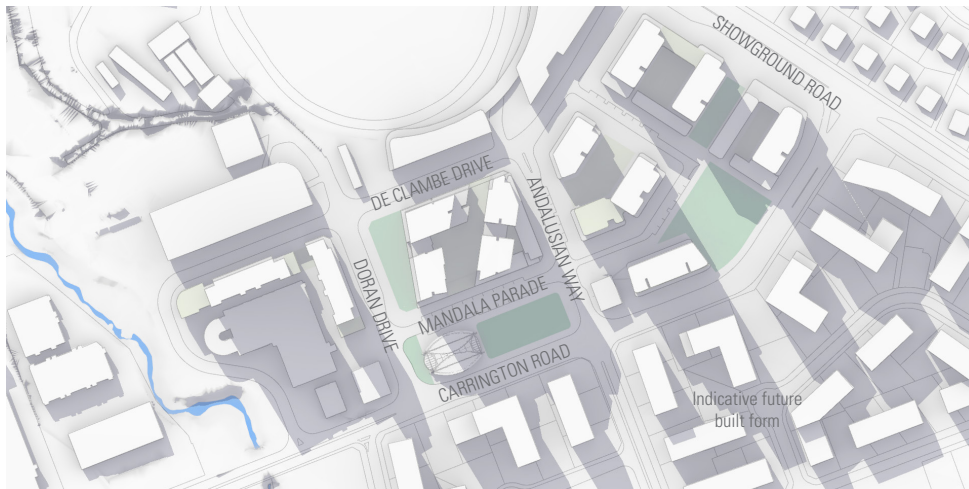 SHOWGROUND ROAD
DE CLAMBE DRIVE
ANDALUSIAN WAY
DORAN DRIVE
MANDALA PARADE
CARRINGTON ROAD
Indicative future
built form